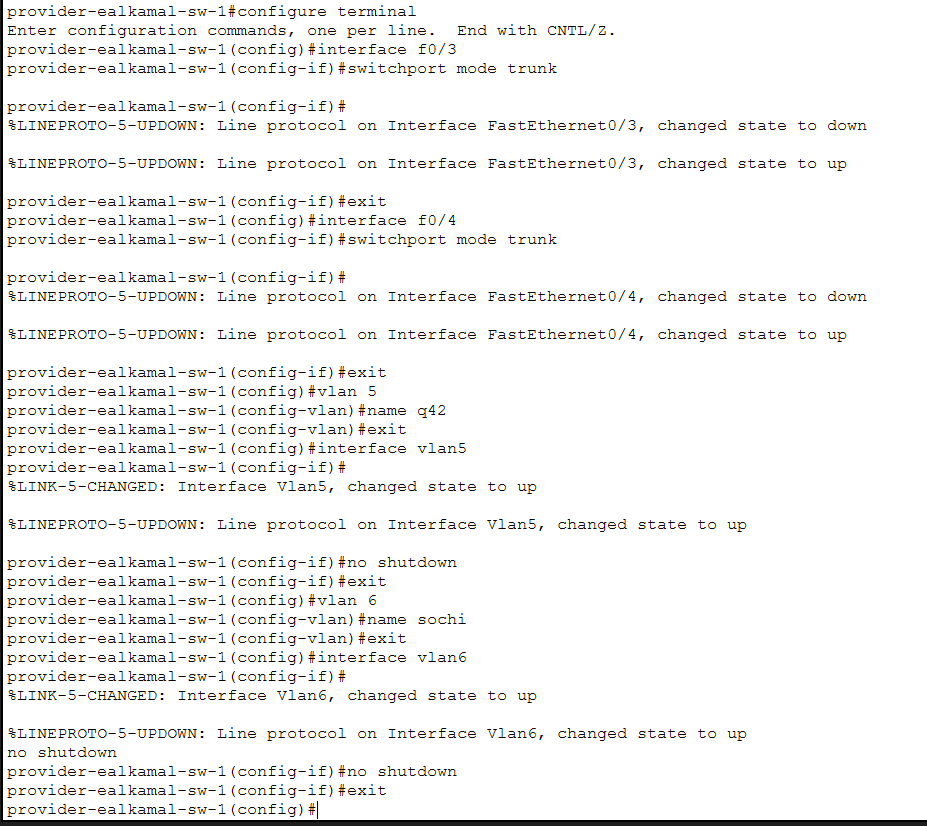 provider-ealkamal-sw-1#configure terminal
Enter configuration commands, one per line.  End with CNTL/Z.
provider-ealkamal-sw-1(config)#interface f0/3
provider-ealkamal-sw-1(config-if)#switchport mode trunk
provider-ealkamal-sw-1(config-if)#
%LINEPROTO-5-UPDOWN: Line protocol on Interface FastEthernet0/3, changed state to down
%LINEPROTO-5-UPDOWN: Line protocol on Interface FastEthernet0/3, changed state to up
provider-ealkamal-sw-1(config-if)#exit
provider-ealkamal-sw-1(config)#interface f0/4
provider-ealkamal-sw-1(config-if)#switchport mode trunk
provider-ealkamal-sw-1(config-if)#
%LINEPROTO-5-UPDOWN: Line protocol on Interface FastEthernet0/4, changed state to down
%LINEPROTO-5-UPDOWN: Line protocol on Interface FastEthernet0/4, changed state to up
provider-ealkamal-sw-1(config-if)#exit
provider-ealkamal-sw-1(config)#vlan 5
provider-ealkamal-sw-1(config-vlan)#name q42
provider-ealkamal-sw-1(config-vlan)#exit
provider-ealkamal-sw-1(config)#interface vlan5
provider-ealkamal-sw-1(config-if)#
%LINK-5-CHANGED: Interface Vlan5, changed state to up
%LINEPROTO-5-UPDOWN: Line protocol on Interface Vlan5, changed state to up
provider-ealkamal-sw-1(config-if)#no shutdown
provider-ealkamal-sw-1(config-if)#exit
provider-ealkamal-sw-1(config)#vlan 6
provider-ealkamal-sw-1(config-vlan)#name sochi
provider-ealkamal-sw-1(config-vlan)#exit
provider-ealkamal-sw-1(config)#interface vlan6
provider-ealkamal-sw-1(config-if)#
%LINK-5-CHANGED: Interface Vlan6, changed state to up
%LINEPROTO-5-UPDOWN: Line protocol on Interface Vlan6, changed state to up
no shutdown
provider-ealkamal-sw-1(config-if)#no shutdown
provider-ealkamal-sw-1(config-if)#exit
provider-ealkamal-sw-1(config)#